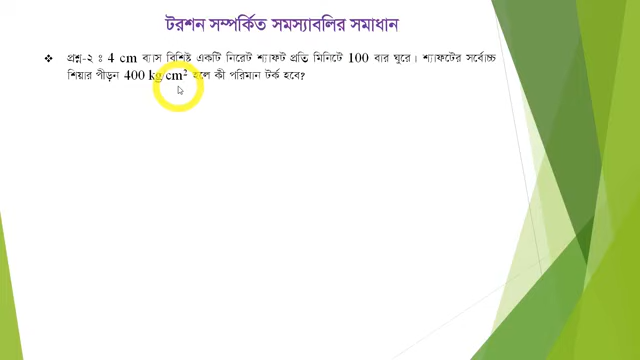 টরশন সম্পর্কিত সমস্যাবলির সমাধান
❖ প্রশ্ন-২ ঃ 4 cm ব্যাস বিশিষ্ট একটি নিরেট শ্যাফট প্রতি মিনিটে 100 বার ঘুরে। শ্যাফটের সর্বোচ্চ
শিয়ার পীড়ন 400 kg/cm² হলে কী পরিমান টর্ক হবে?